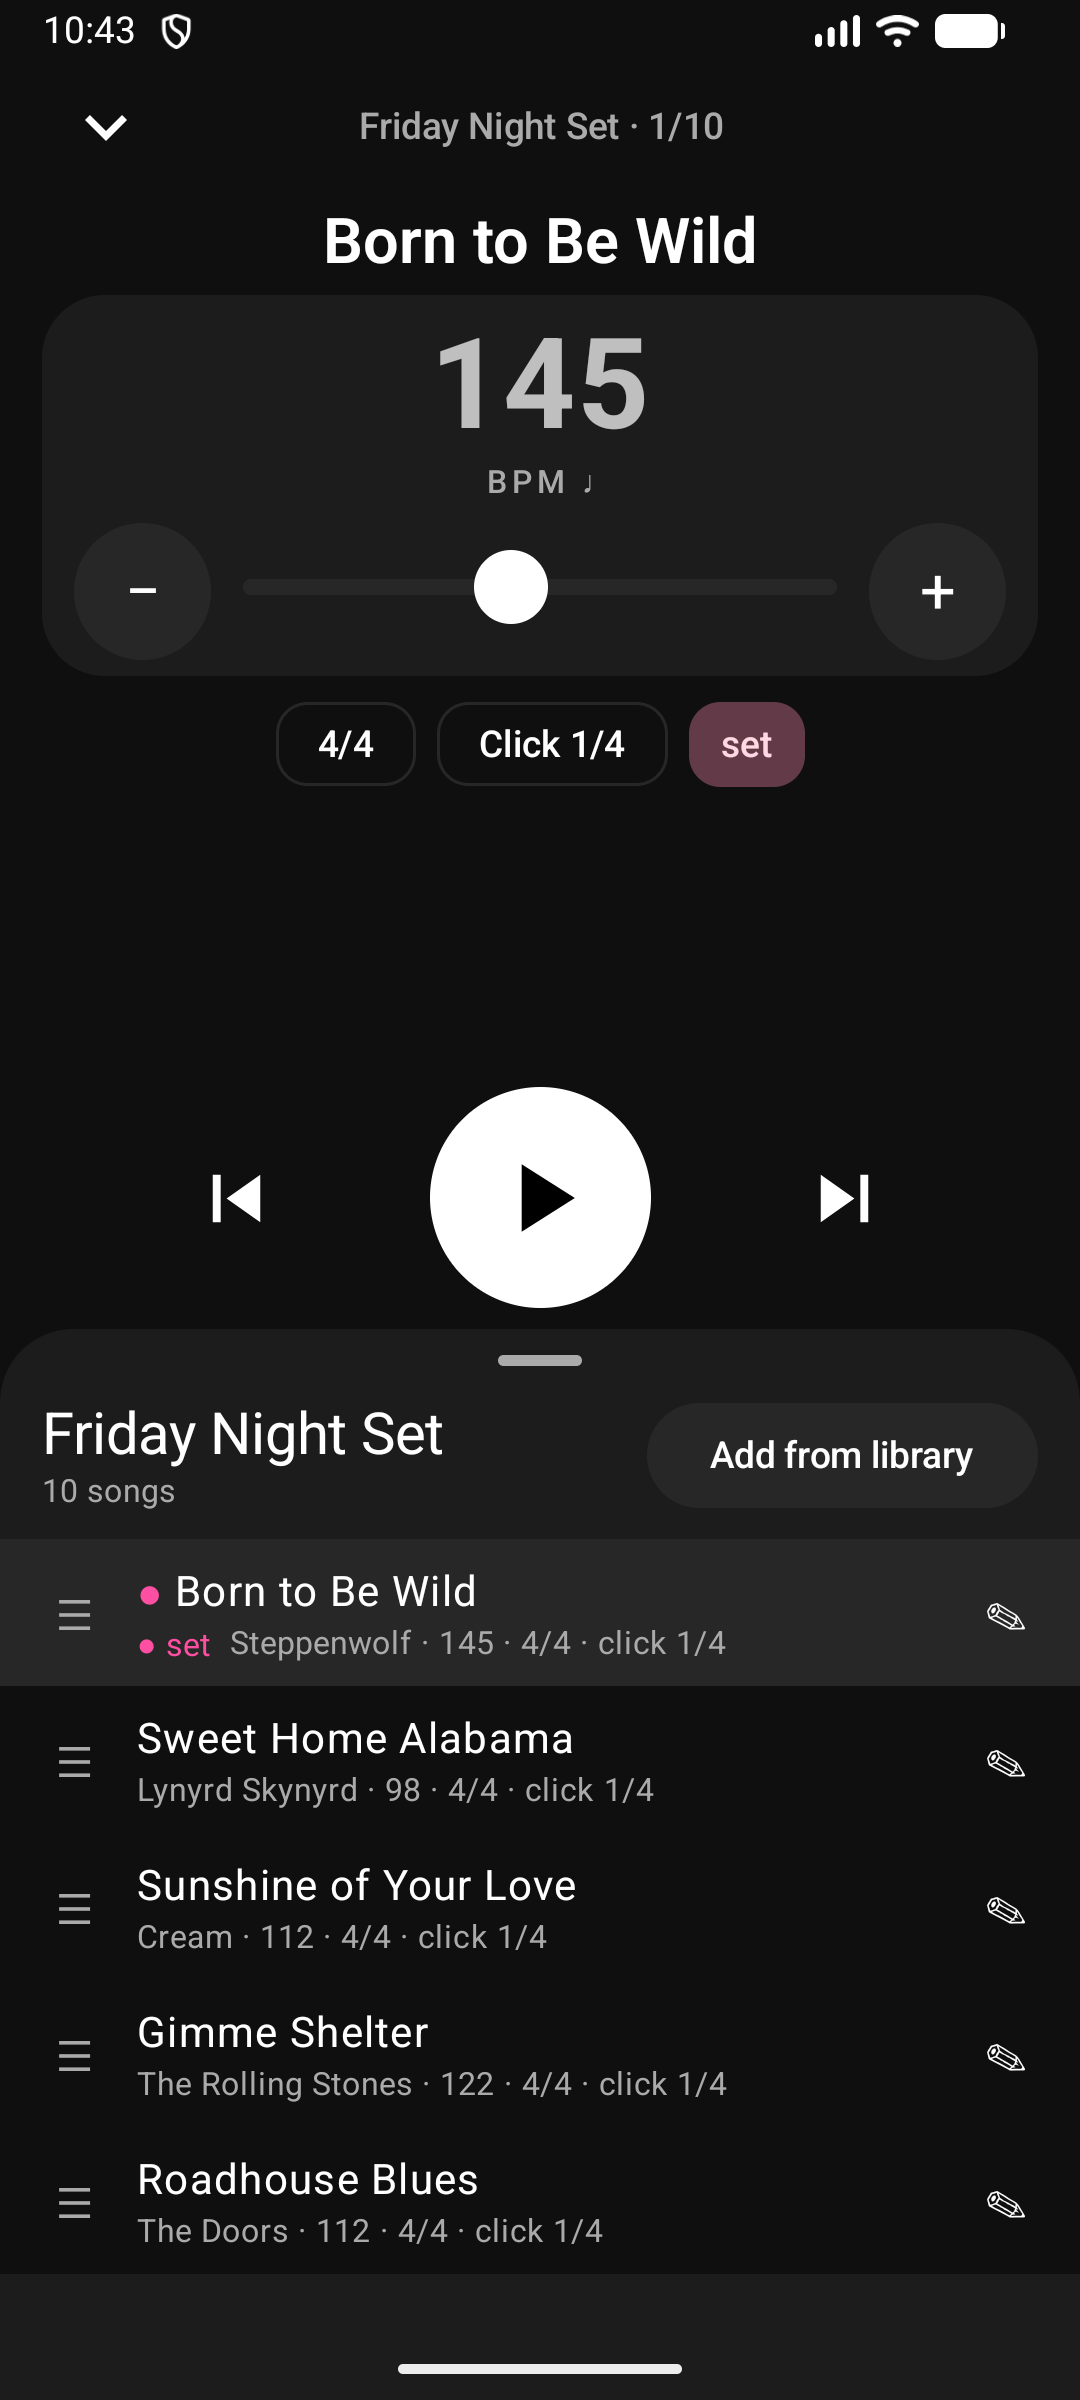 10:43
Friday Night Set · 1/10
Born to Be Wild
145
BPM ♩
− +
4/4 Click 1/4 set
Friday Night Set
Add from library
10 songs
Born to Be Wild
set Steppenwolf · 145 · 4/4 · click 1/4
Sweet Home Alabama
Lynyrd Skynyrd · 98 · 4/4 · click 1/4
Sunshine of Your Love
Cream · 112 · 4/4 · click 1/4
Gimme Shelter
The Rolling Stones · 122 · 4/4 · click 1/4
Roadhouse Blues
The Doors · 112 · 4/4 · click 1/4